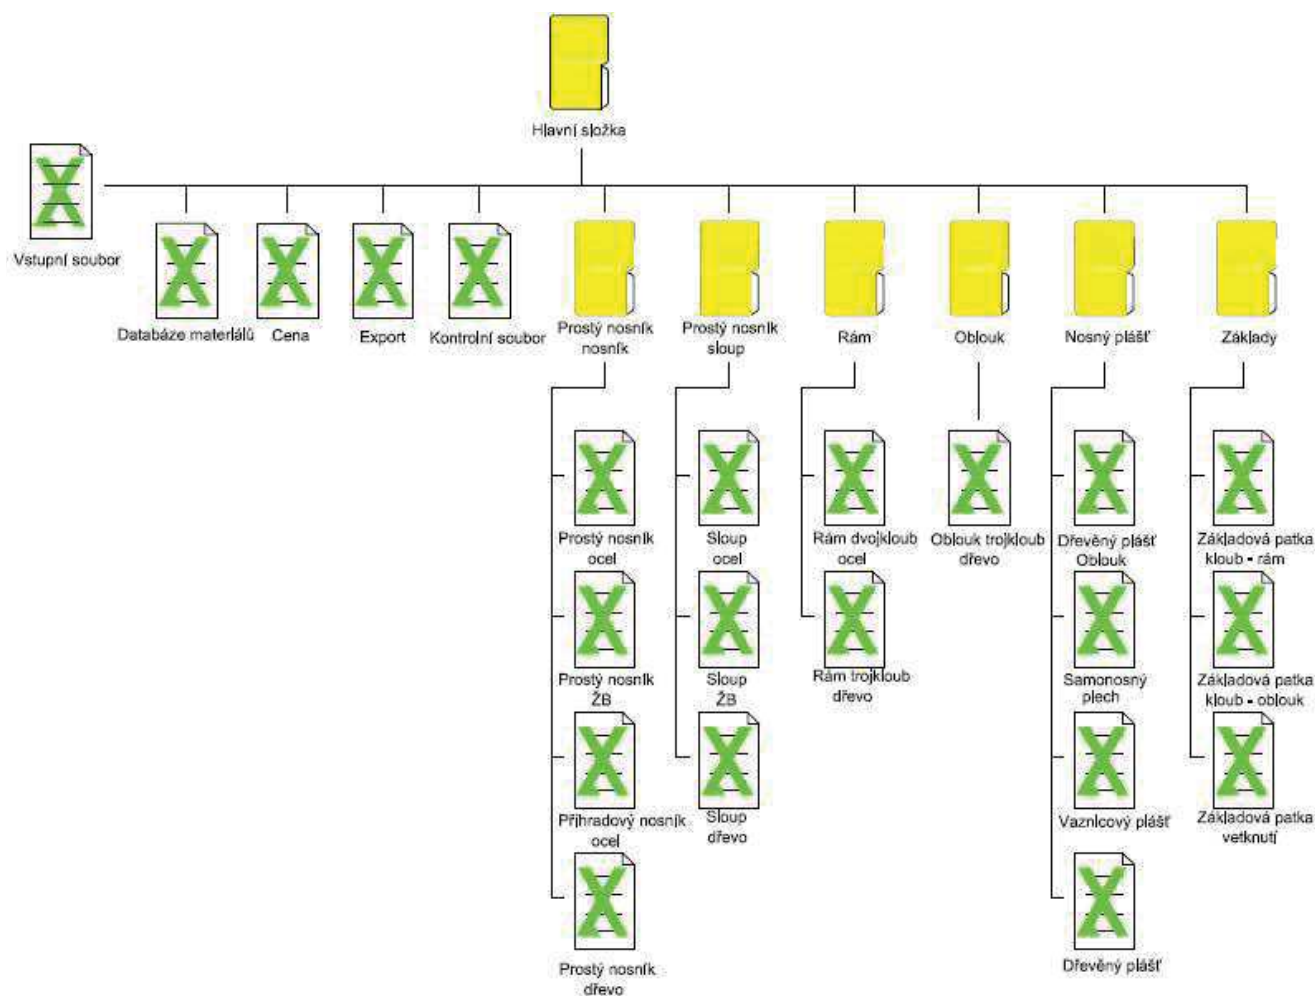 Hlavní složka
Vstupní soubor
Databáze materiálů
Cena
Export
Kontrolní soubor
Prostý nosník
nosník
Prostý nosník
sloup
Rám
Oblouk
Nosný plášť
Základy
Prostý nosník
ocel
Sloup
ocel
Rám dvojkloub
ocel
Oblouk trojkloub
dřevo
Dřevěný plášť
Oblouk
Základová patka
kloub - rám
Prostý nosník
ŽB
Sloup
ŽB
Rám trojkloub
dřevo
Samonosný
plech
Základová patka
kloub - oblouk
Příhradový nosník
ocel
Sloup
dřevo
Vaznicový plášť
Základová patka
vetknutí
Prostý nosník
dřevo
Dřevěný plášť